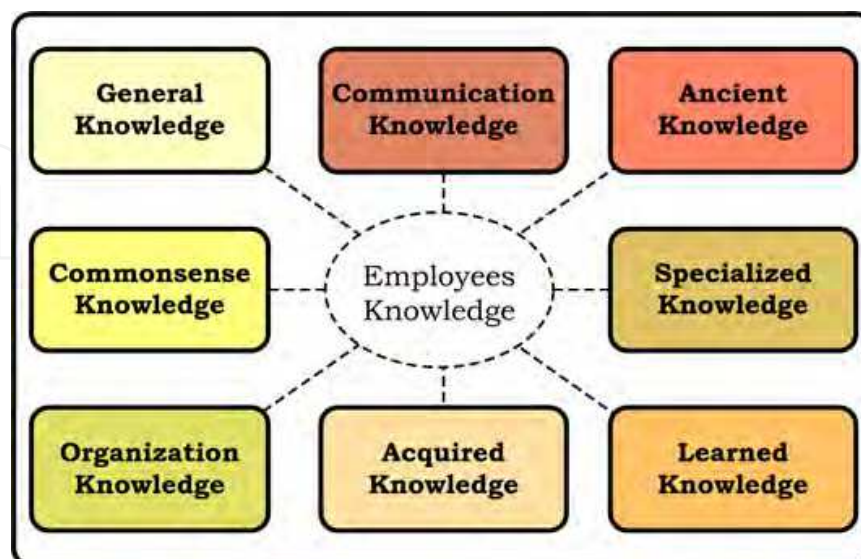 General
Knowledge
Communication
Knowledge
Ancient
Knowledge
Commonsense
Knowledge
Employees
Knowledge
Specialized
Knowledge
Organization
Knowledge
Acquired
Knowledge
Learned
Knowledge